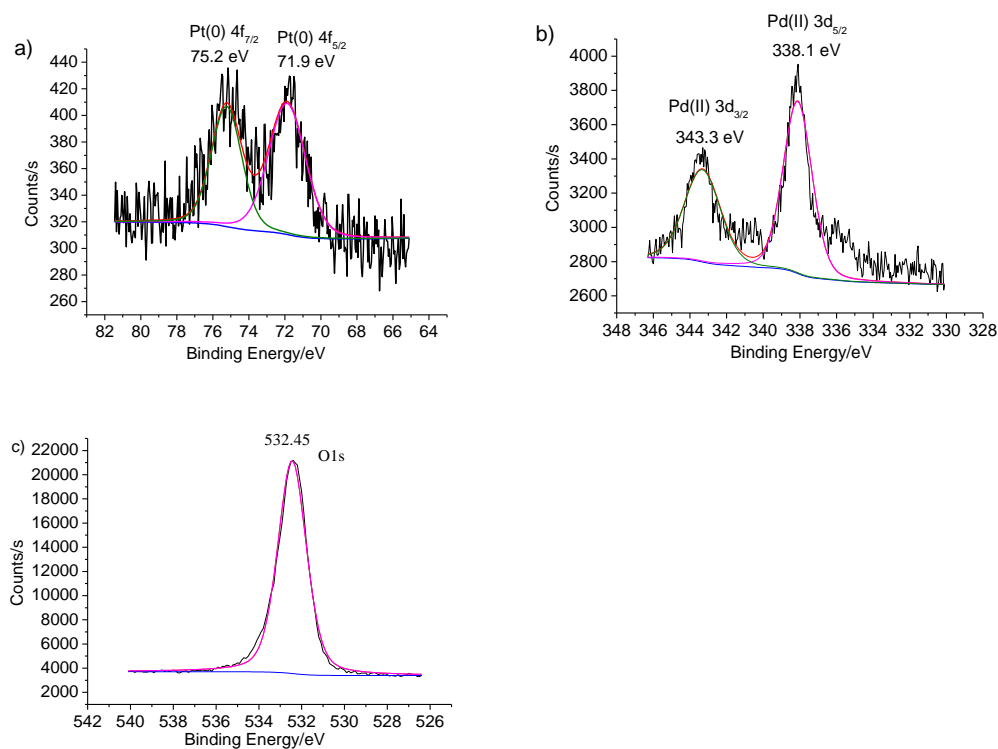 a)
Pt(0) 4f7/2
75.2 eV
Pt(0) 4f5/2
71.9 eV
440
420
400
380
360
340
320
300
280
260
Counts/s
82 80 78 76 74 72 70 68 66 64
Binding Energy/eV
b)
Pd(II) 3d5/2
338.1 eV
Pd(II) 3d3/2
343.3 eV
4000
3800
3600
3400
3200
3000
2800
2600
Counts/s
348 346 344 342 340 338 336 334 332 330 328
Binding Energy/eV
c)
532.45
O1s
22000
20000
18000
16000
14000
12000
10000
8000
6000
4000
2000
Counts/s
542 540 538 536 534 532 530 528 526
Binding Energy/eV